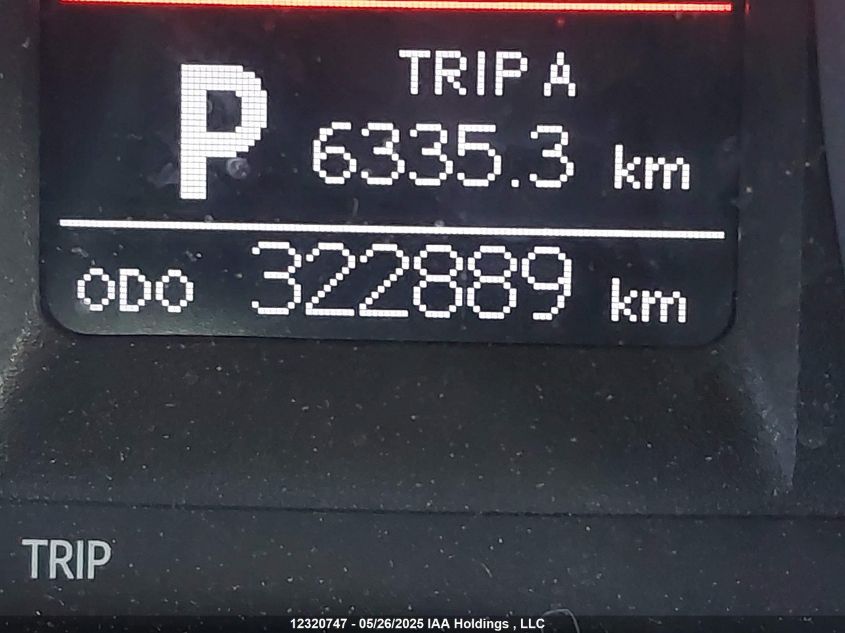 P
TRIP A
6335.3 km
ODO 322889 km
TRIP
12320747 - 05/26/2025 IAA Holdings , LLC